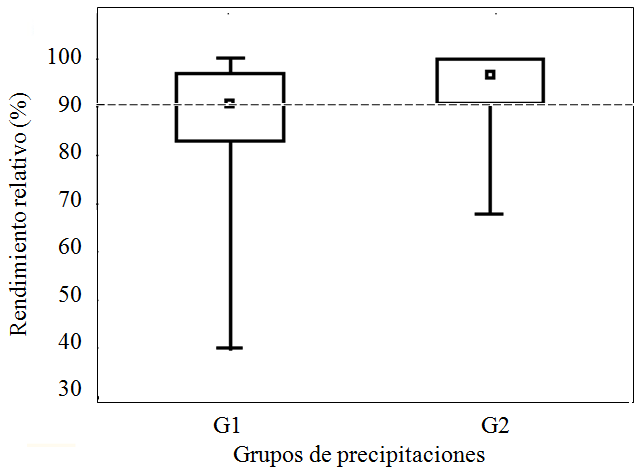 Rendimiento relativo (%)
100
90
80
70
60
50
40
30
G1
G2
Grupos de precipitaciones